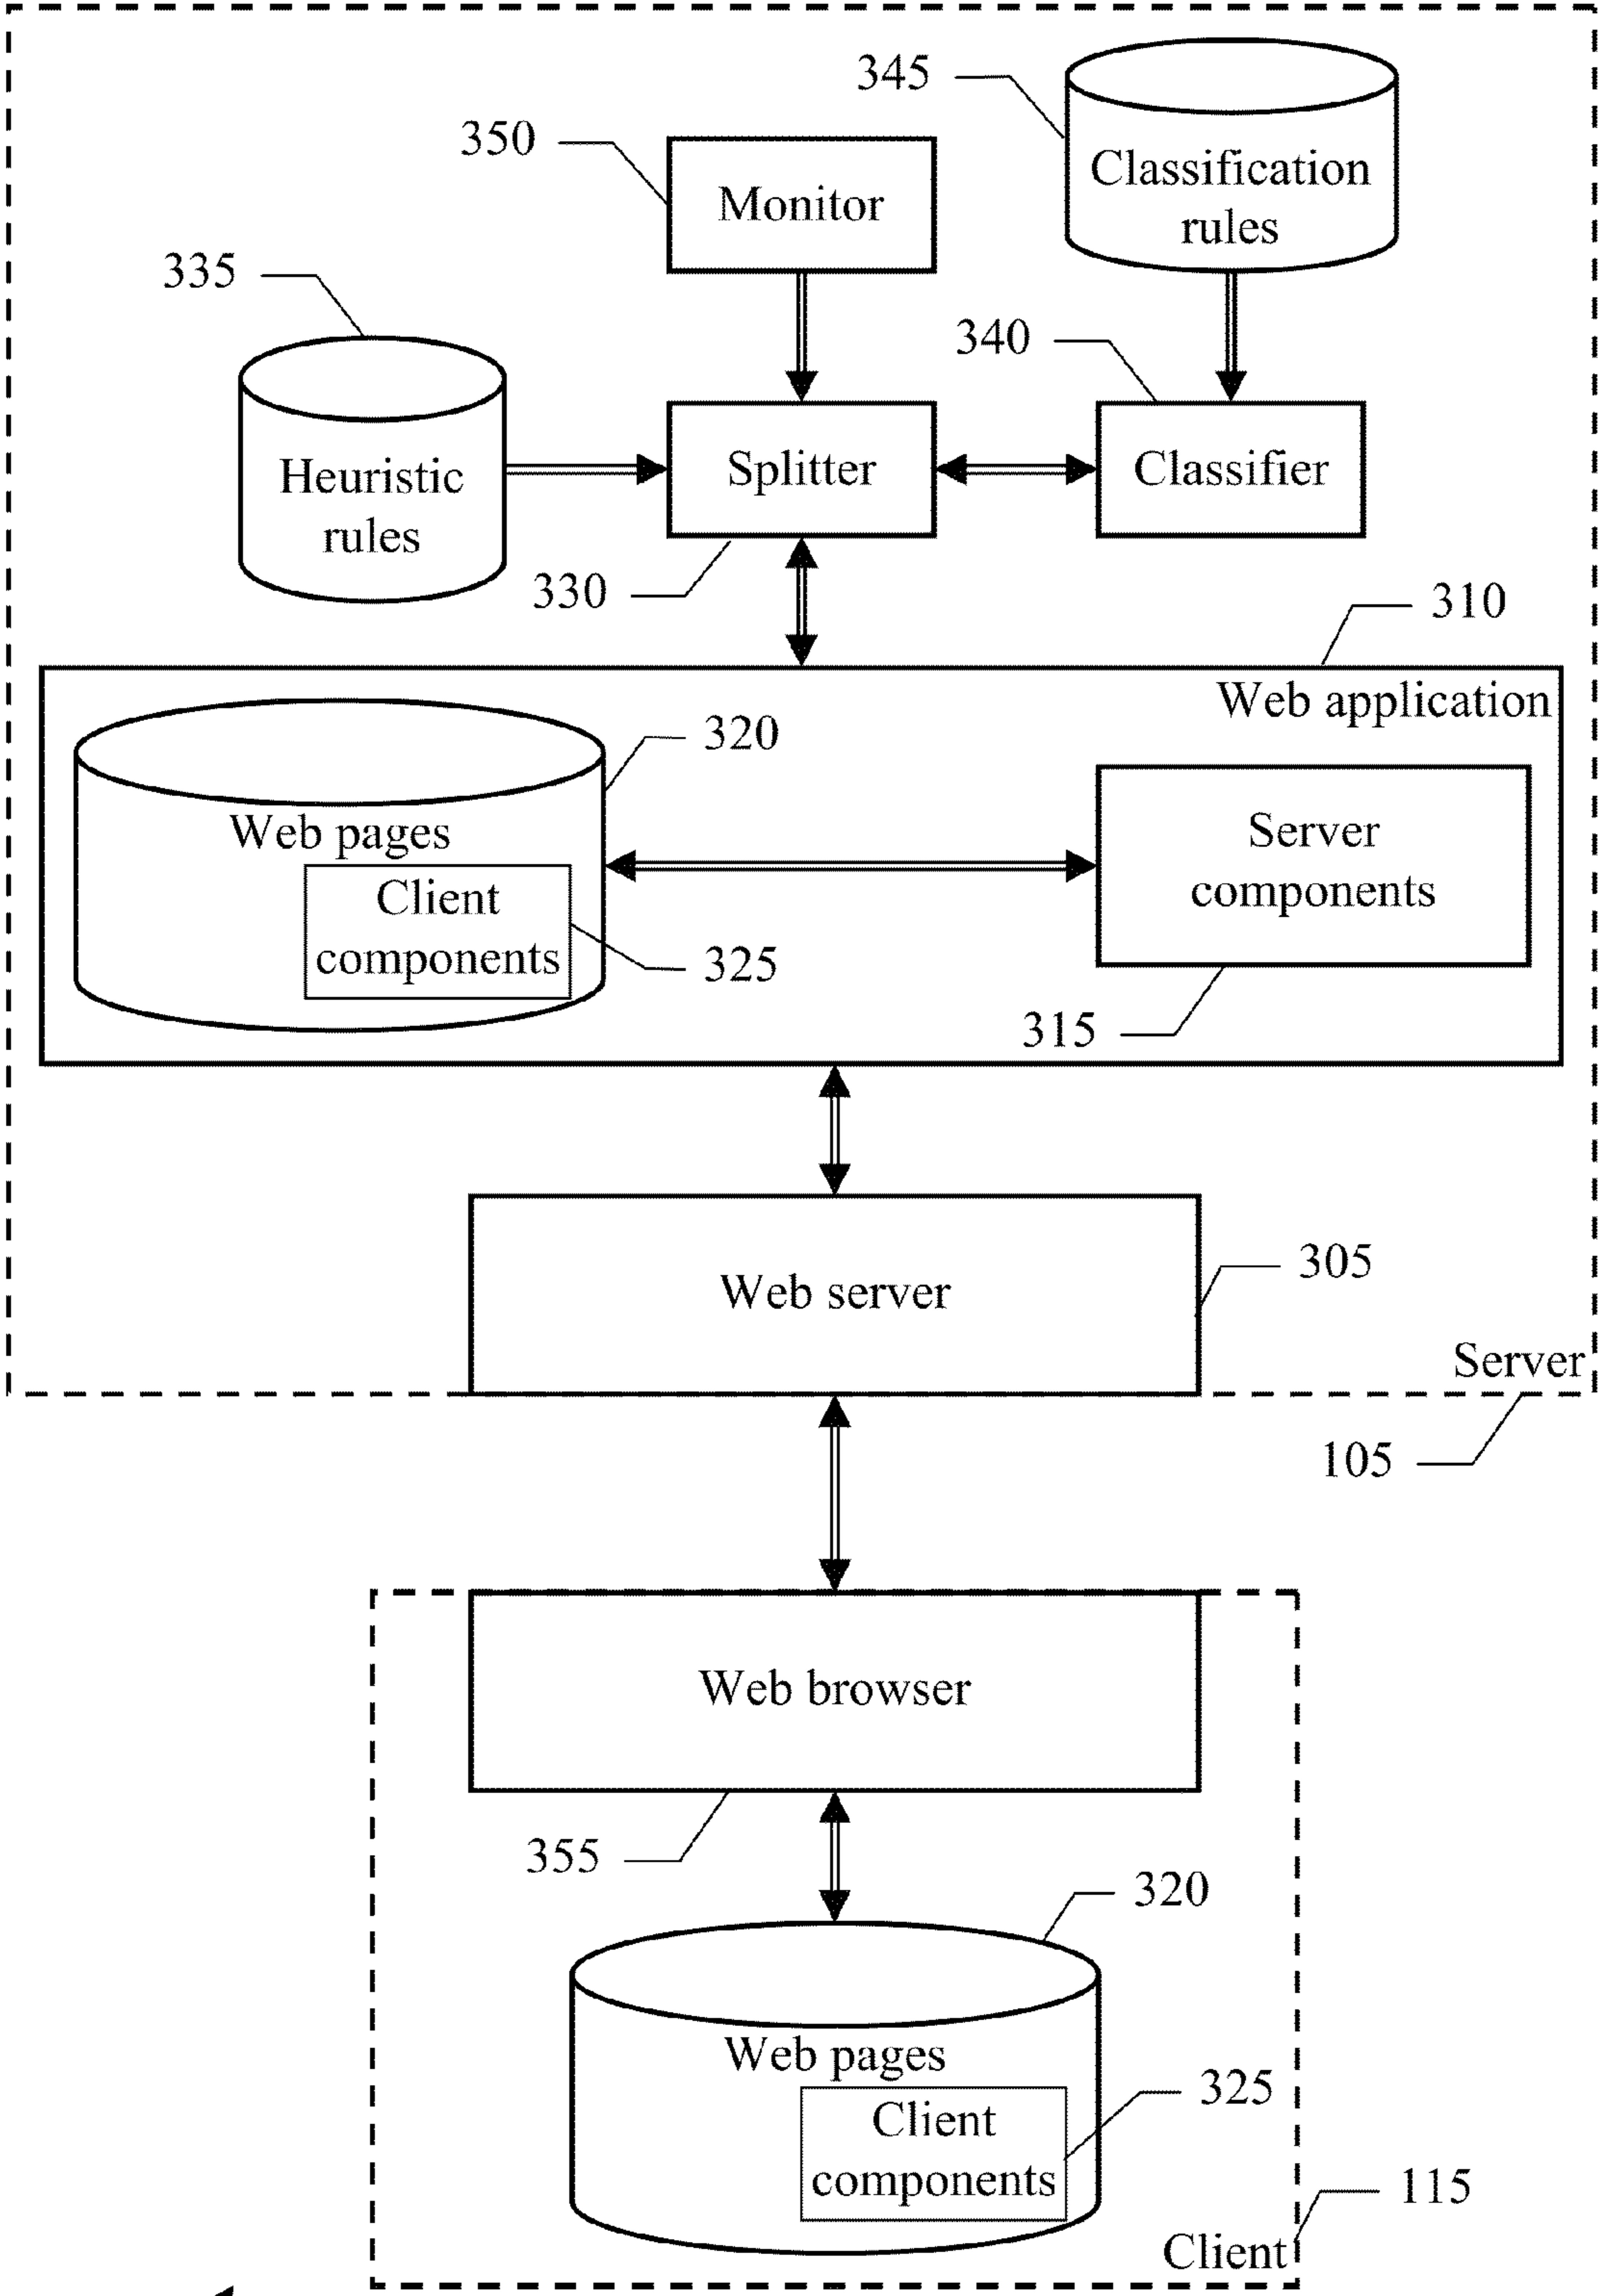 345
Classification
rules
350
Monitor
335
340
Heuristic
rules
Splitter
Classifier
330
310
Web application
320
Web pages
Client
components
325
Server
components
315
Web server
305
Server
105
Web browser
355
320
Web pages
Client
components
325
115
Client